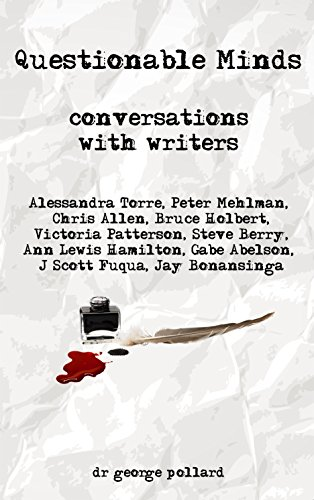 Questionable Minds
conversations
with writers
Alessandra Torre, Peter Mehlman,
Chris Allen, Bruce Holbert,
Victoria Patterson, Steve Berry,
Ann Lewis Hamilton, Gabe Abelson,
J Scott Fuqua, Jay Bonansinga
dr george pollard